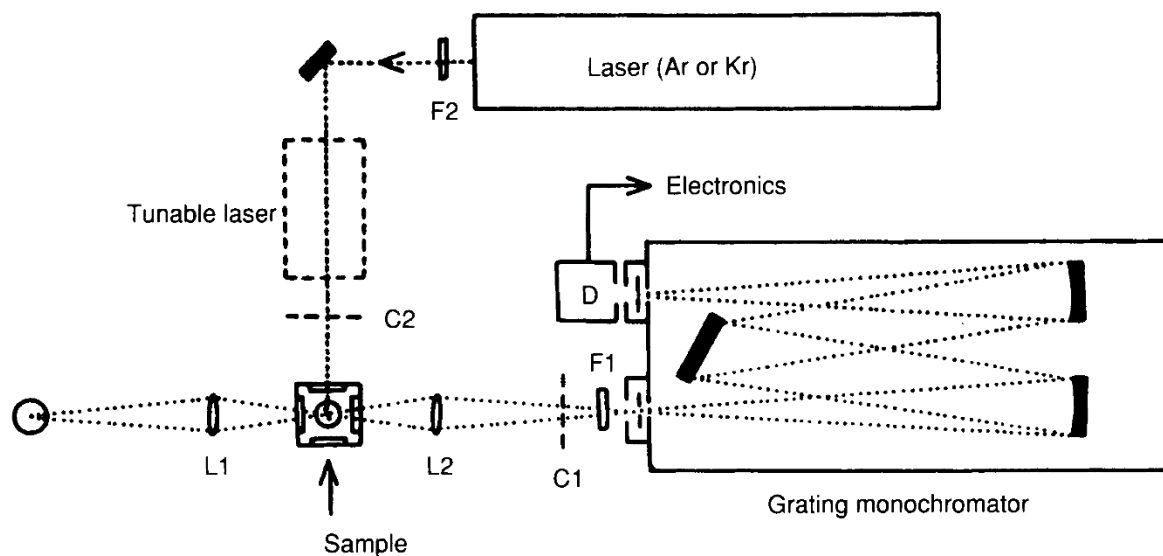 Laser (Ar or Kr)
F2
Electronics
Tunable laser
D
C2
F1
L1
L2
C1
Sample
Grating monochromator